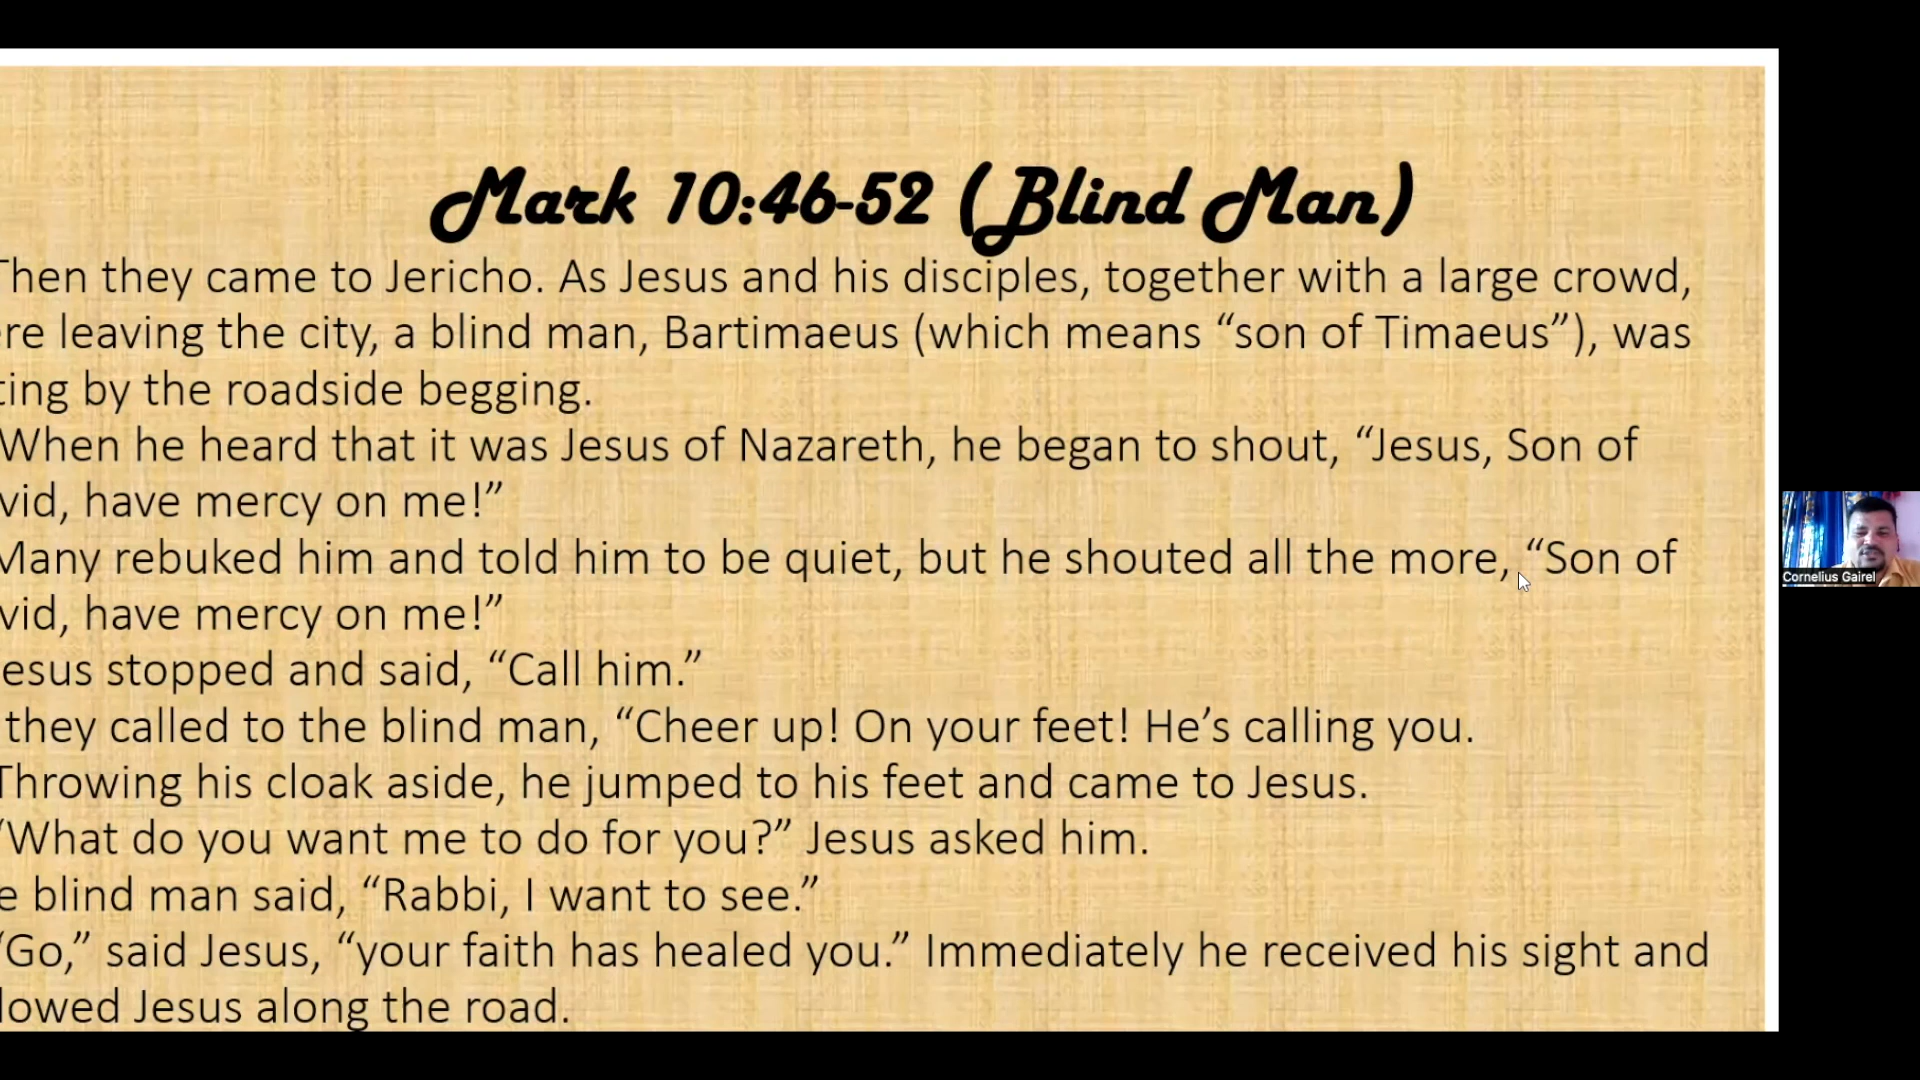 Mark 10:46-52 (Blind Man)
Then they came to Jericho. As Jesus and his disciples, together with a large crowd,
re leaving the city, a blind man, Bartimaeus (which means “son of Timaeus”), was
ting by the roadside begging.
When he heard that it was Jesus of Nazareth, he began to shout, “Jesus, Son of
vid, have mercy on me!”
Many rebuked him and told him to be quiet, but he shouted all the more, “Son of
vid, have mercy on me!”
esus stopped and said, “Call him.”
they called to the blind man, “Cheer up! On your feet! He’s calling you.
Throwing his cloak aside, he jumped to his feet and came to Jesus.
“What do you want me to do for you?” Jesus asked him.
e blind man said, “Rabbi, I want to see.”
“Go,” said Jesus, “your faith has healed you.” Immediately he received his sight and
lowed Jesus along the road.
Cornelius Gairel